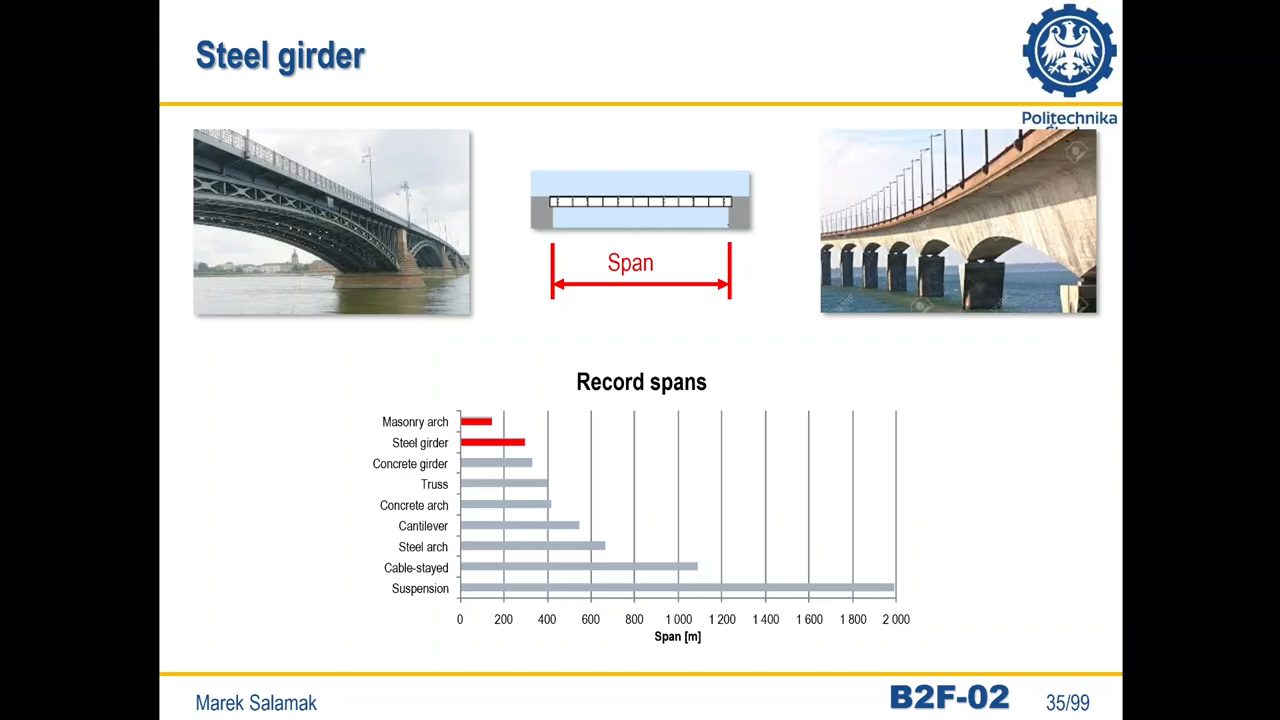 Steel girder
Politechnika
Span
Record spans
Masonry arch
Steel girder
Concrete girder
Truss
Concrete arch
Cantilever
Steel arch
Cable-stayed
Suspension
0 200 400 600 800 1 000 1 200 1 400 1 600 1 800 2 000
Span [m]
Marek Salamak
B2F-02
35/99